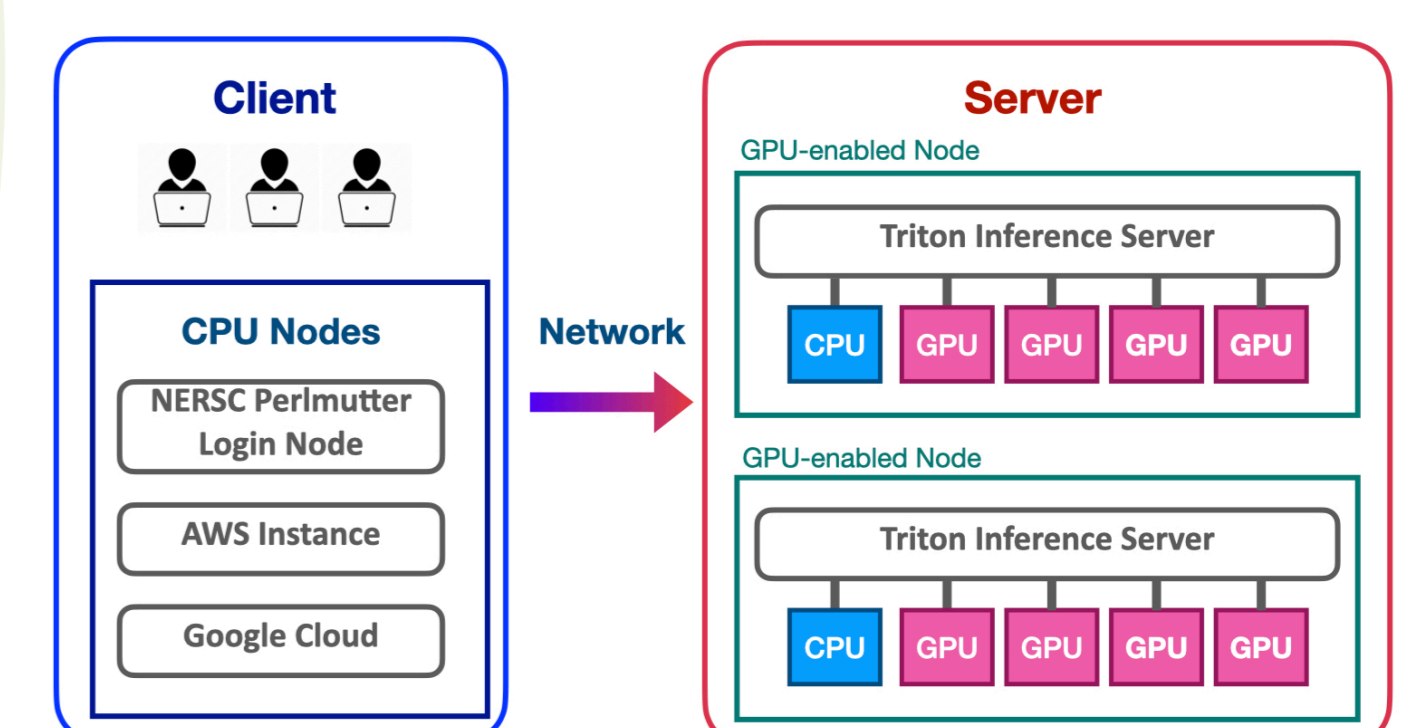 Client
CPU Nodes
NERSC Perlmutter
Login Node
AWS Instance
Google Cloud
Network
Server
GPU-enabled Node
Triton Inference Server
CPU GPU GPU GPU GPU
GPU-enabled Node
Triton Inference Server
CPU GPU GPU GPU GPU